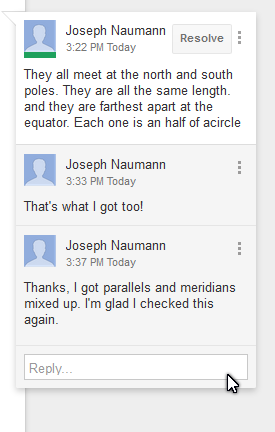 Joseph Naumann
3:22 PM Today
Resolve
They all meet at the north and south
poles. They are all the same length.
and they are farthest apart at the
equator. Each one is an half of acircle
Joseph Naumann
3:33 PM Today
That's what I got too!
Joseph Naumann
3:37 PM Today
Thanks, I got parallels and meridians
mixed up. I'm glad I checked this
again.
Reply...